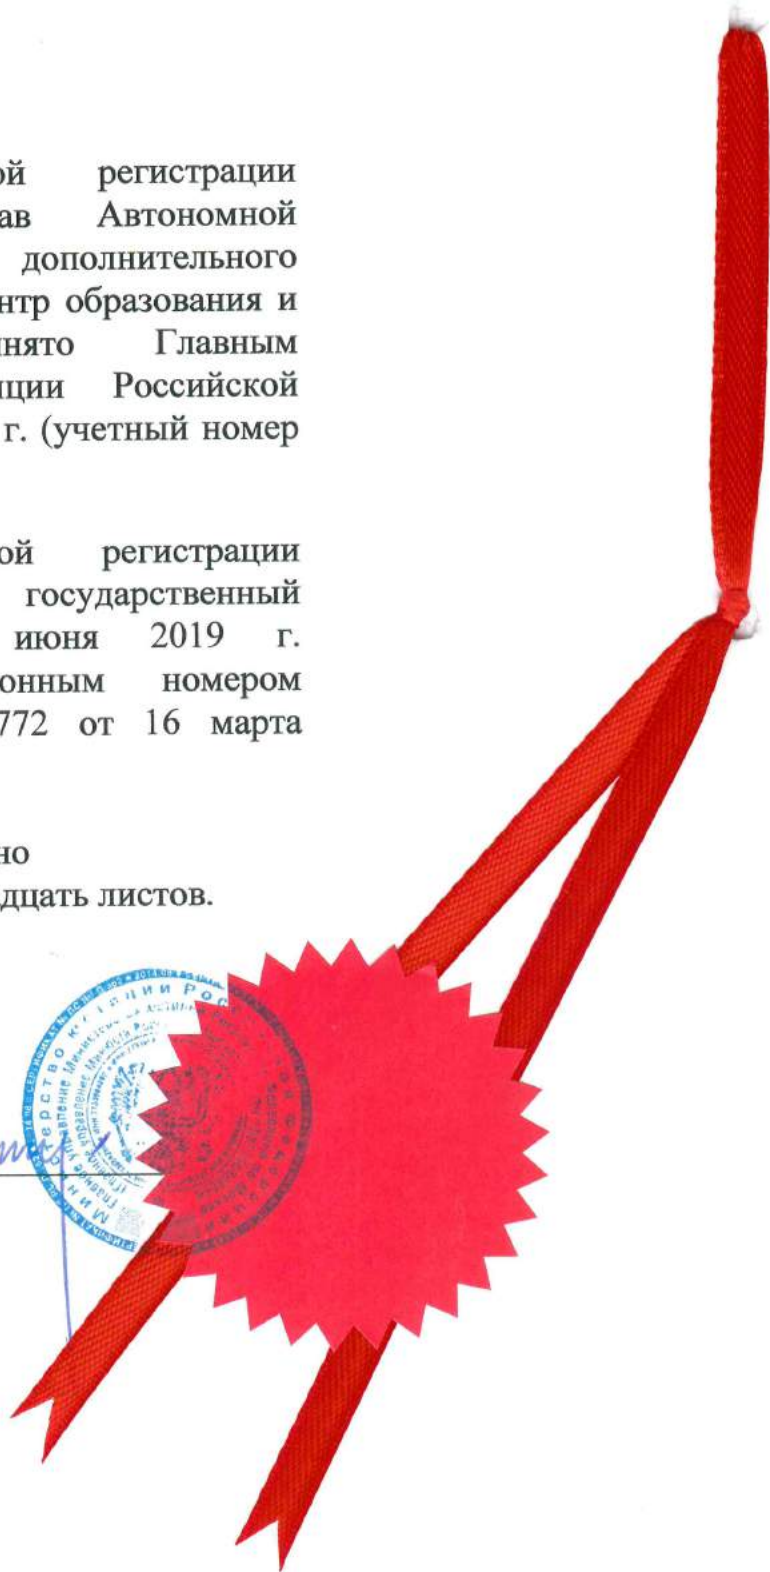 ой регистрации
ав Автономной
дополнительного
нтр образования и
нято Главным
ции Российской
г. (учетный номер
ой регистрации
государственный
июня 2019 г.
онным номером
772 от 16 марта
но
дцать листов.